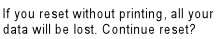 If you reset without printing, all your
data will be lost. Continue reset?